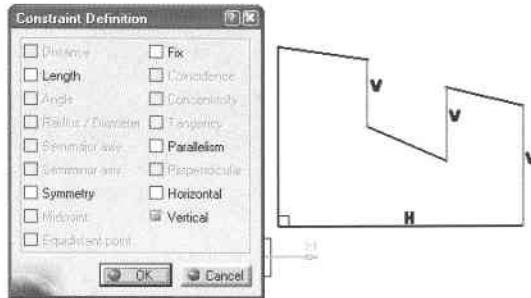 Constraint Definition
Distance Fix
Length Coincidence
Angle Concentricity
Radius / Diameter Tangency
Semimajor axis Parallelism
Semiminor axis Perpendicular
Symmetry Horizontal
Midpoint Vertical
Equidistant point
OK Cancel
V
V
V
H